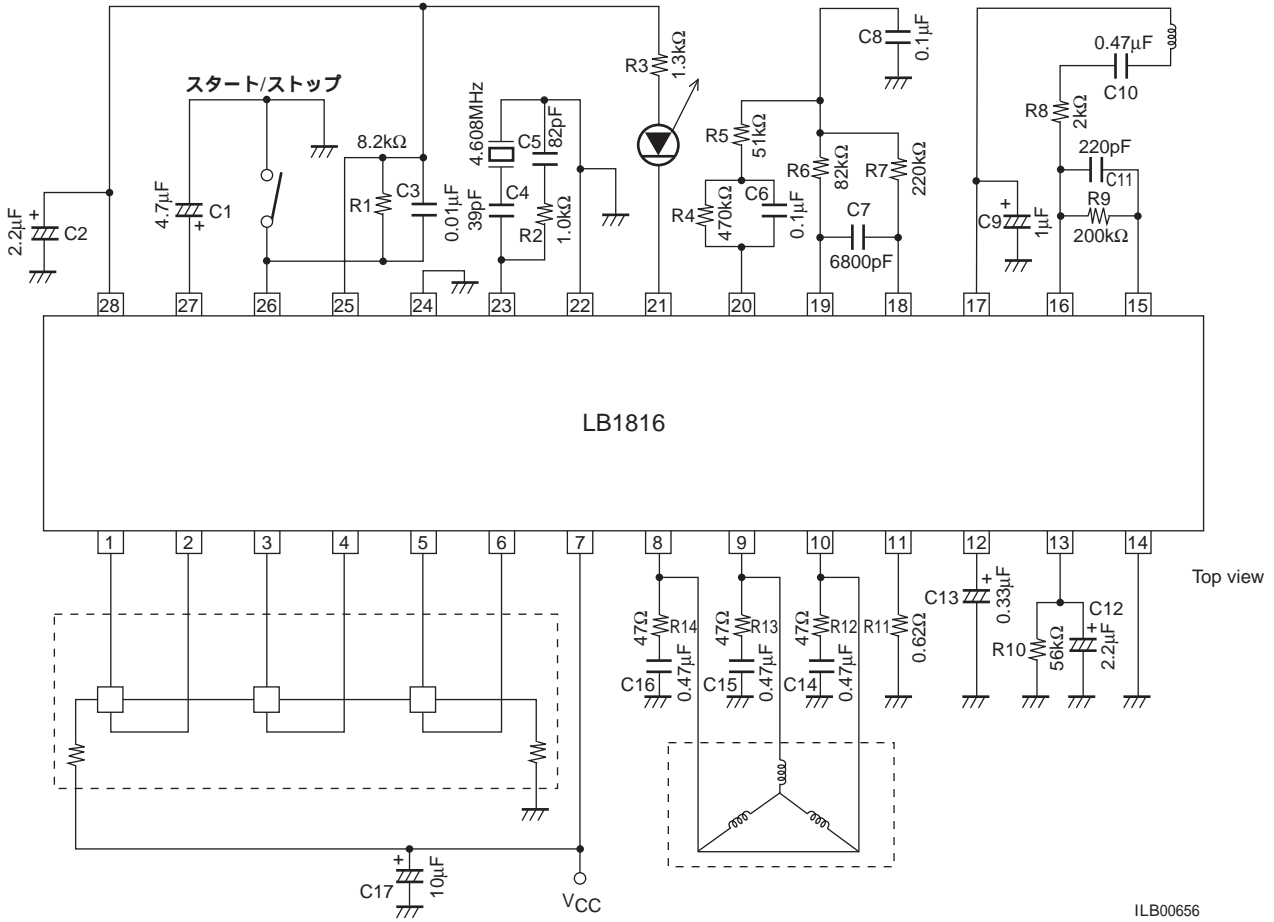 スタート/ストップ
2.2µF
+
C2
4.7µF
+
C1
8.2kΩ
R1
C3
0.01µF
4.608MHz
39pF
C4
C5
82pF
R2
1.0kΩ
R3
1.3kΩ
R5
51kΩ
R4
470kΩ
C6
0.1µF
C8
0.1µF
R6
82kΩ
R7
220kΩ
C7
6800pF
0.47µF
C10
R8
2kΩ
220pF
C11
R9
200kΩ
+
C9
1µF
28
27
26
25
24
23
22
21
20
19
18
17
16
15
LB1816
1
2
3
4
5
6
7
8
9
10
11
12
13
14
Top view
47Ω
R14
C16
0.47µF
47Ω
R13
C15
0.47µF
47Ω
R12
C14
0.47µF
R11
0.62Ω
C13
+
0.33µF
R10
56kΩ
C12
+
2.2µF
+
C17
10µF
VCC
ILB00656